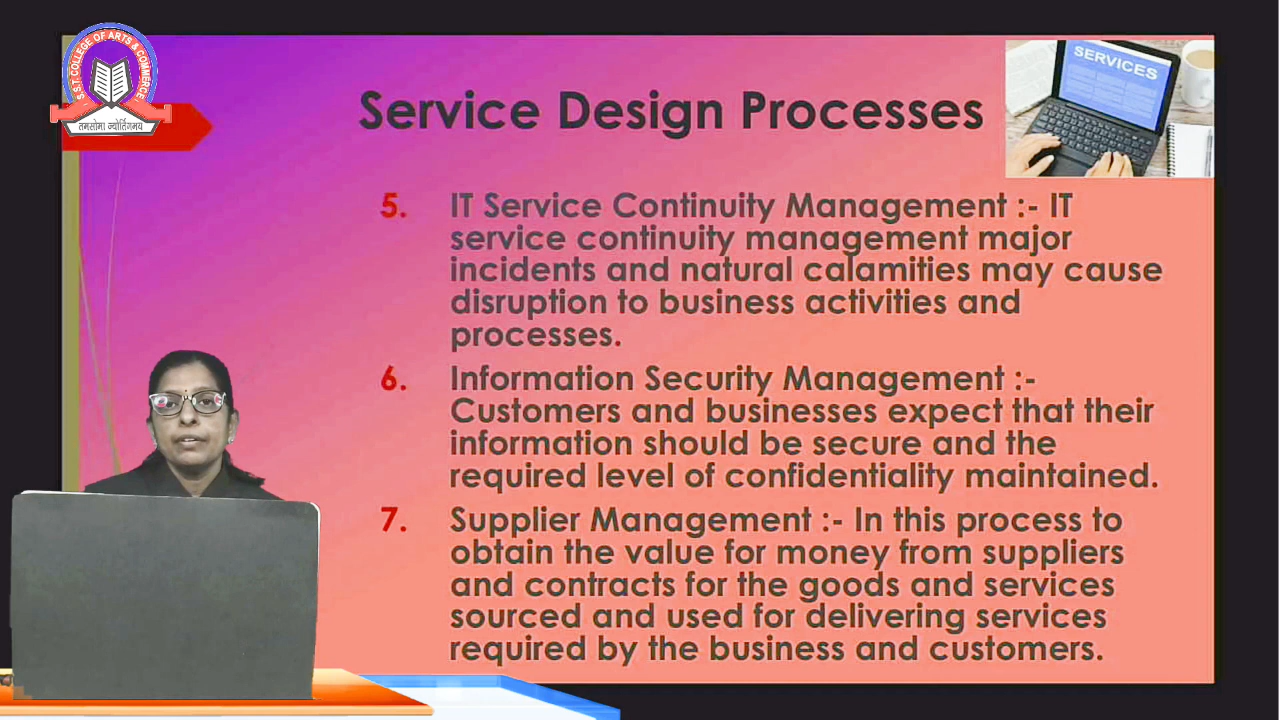 S.S.T. COLLEGE OF ARTS & COMMERCE
तमसोमा ज्योर्तिगमय
SERVICES
Service Design Processes
5. IT Service Continuity Management :- IT
service continuity management major
incidents and natural calamities may cause
disruption to business activities and
processes.
6. Information Security Management :-
Customers and businesses expect that their
information should be secure and the
required level of confidentiality maintained.
7. Supplier Management :- In this process to
obtain the value for money from suppliers
and contracts for the goods and services
sourced and used for delivering services
required by the business and customers.